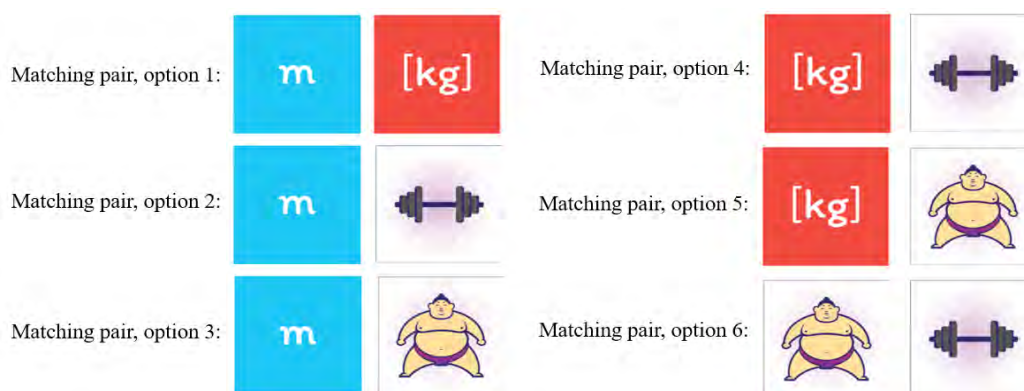 Matching pair, option 1:
m
[kg]
Matching pair, option 2:
m
Matching pair, option 3:
m
Matching pair, option 4:
[kg]
Matching pair, option 5:
[kg]
Matching pair, option 6: